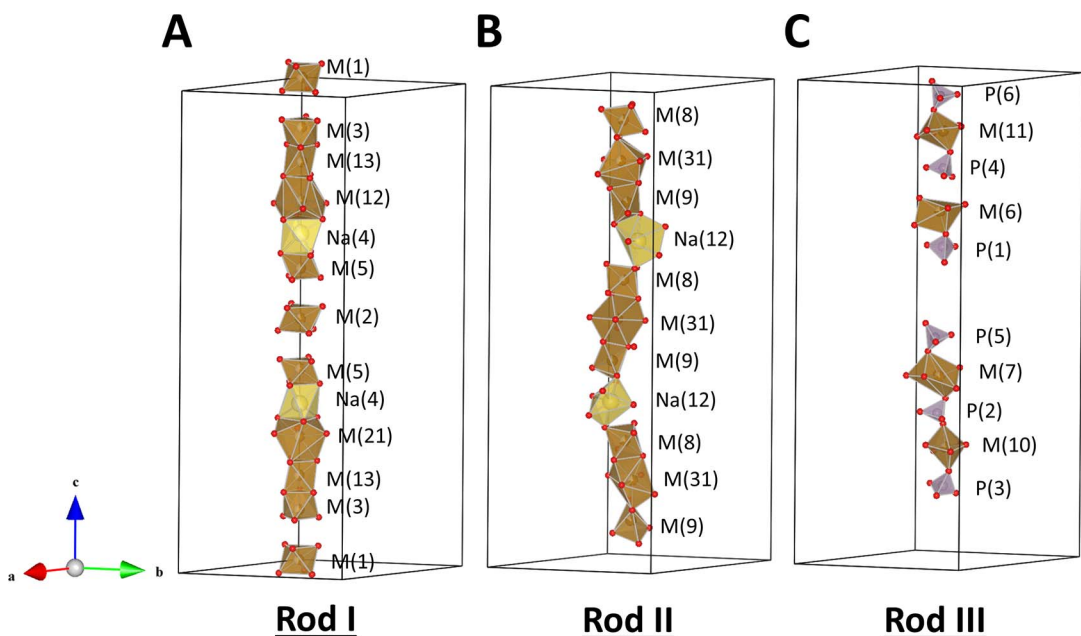 A
B
C
M(1)
M(3)
M(13)
M(12)
Na(4)
M(5)
M(2)
M(5)
Na(4)
M(21)
M(13)
M(3)
M(1)
M(8)
M(31)
M(9)
Na(12)
M(8)
M(31)
M(9)
Na(12)
M(8)
M(31)
M(9)
P(6)
M(11)
P(4)
M(6)
P(1)
P(5)
M(7)
P(2)
M(10)
P(3)
c
a
b
Rod I
Rod II
Rod III